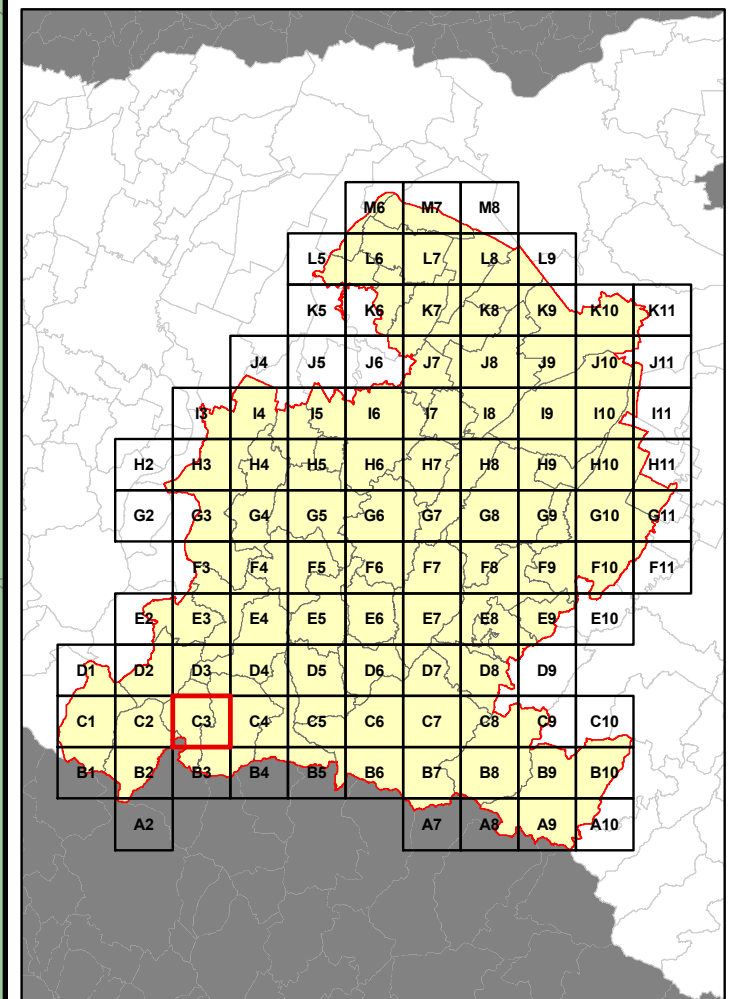 M6 M7 M8
L5 L6 L7 L8 L9
K5 K6 K7 K8 K9 K10 K11
J4 J5 J6 J7 J8 J9 J10 J11
I3 I4 I5 I6 I7 I8 I9 I10 I11
H2 H3 H4 H5 H6 H7 H8 H9 H10 H11
G2 G3 G4 G5 G6 G7 G8 G9 G10 G11
F3 F4 F5 F6 F7 F8 F9 F10 F11
E2 E3 E4 E5 E6 E7 E8 E9 E10
D1 D2 D3 D4 D5 D6 D7 D8 D9
C1 C2 C3 C4 C5 C6 C7 C8 C9 C10
B1 B2 B3 B4 B5 B6 B7 B8 B9 B10
A2 A7 A8 A9 A10